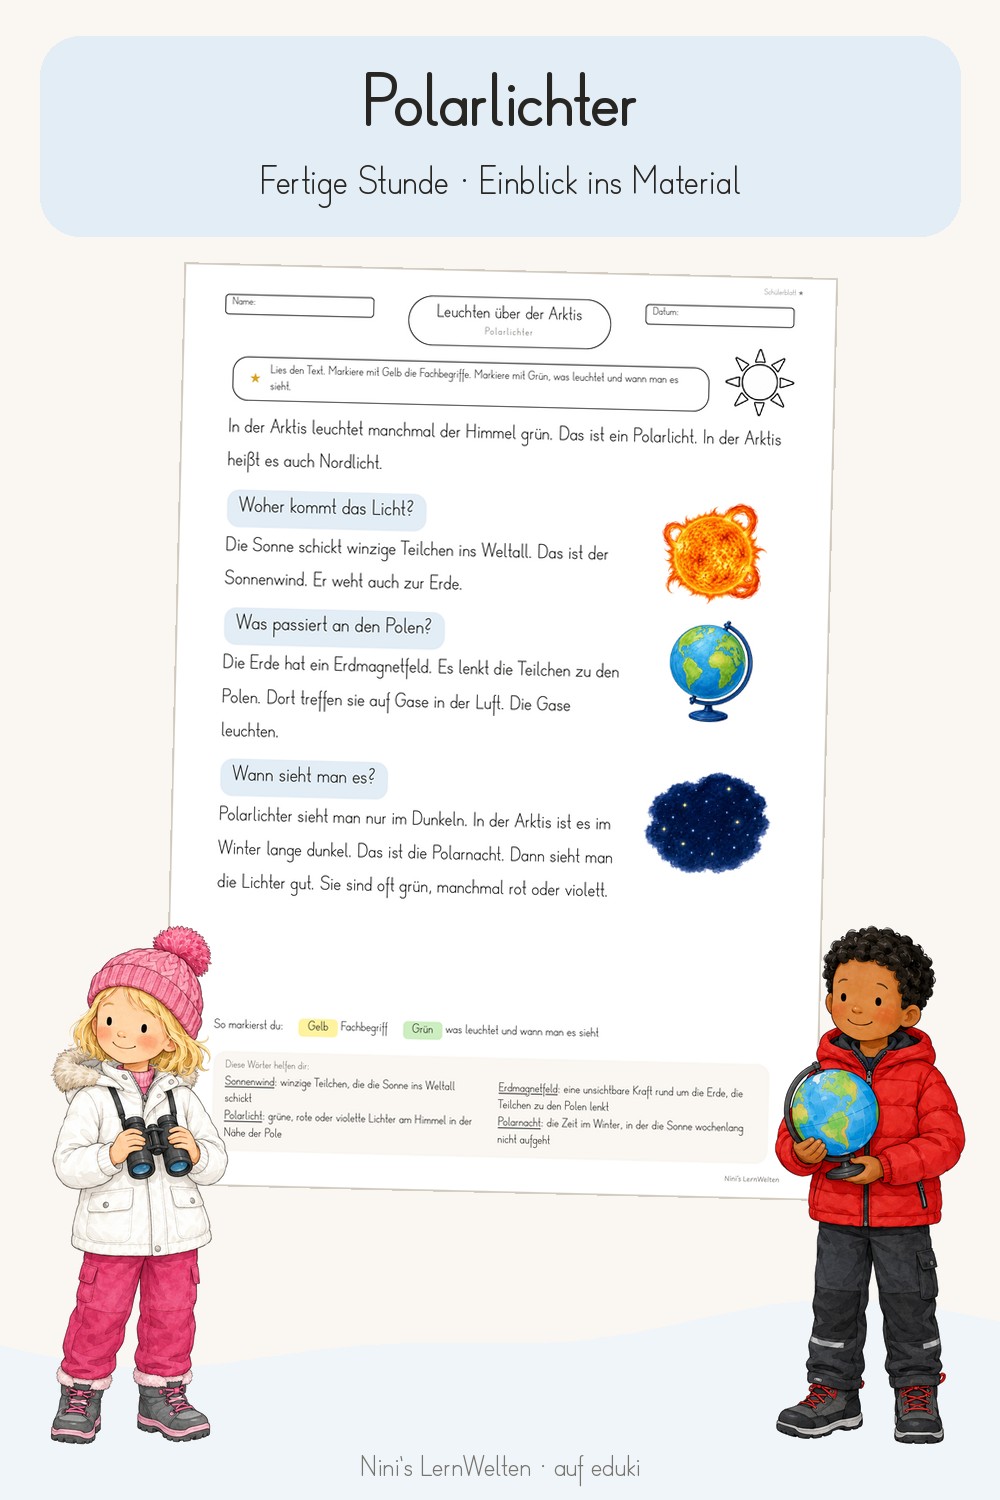 Polarlichter
Fertige Stunde · Einblick ins Material
Schülerblatt ★
Name:
Leuchten über der Arktis
Polarlichter
Datum:
Lies den Text. Markiere mit Gelb die Fachbegriffe. Markiere mit Grün, was leuchtet und wann man es
sieht.
In der Arktis leuchtet manchmal der Himmel grün. Das ist ein Polarlicht. In der Arktis
heißt es auch Nordlicht.
Woher kommt das Licht?
Die Sonne schickt winzige Teilchen ins Weltall. Das ist der
Sonnenwind. Er weht auch zur Erde.
Was passiert an den Polen?
Die Erde hat ein Erdmagnetfeld. Es lenkt die Teilchen zu den
Polen. Dort treffen sie auf Gase in der Luft. Die Gase
leuchten.
Wann sieht man es?
Polarlichter sieht man nur im Dunkeln. In der Arktis ist es im
Winter lange dunkel. Das ist die Polarnacht. Dann sieht man
die Lichter gut. Sie sind oft grün, manchmal rot oder violett.
So markierst du: Gelb Fachbegriff Grün was leuchtet und wann man es sieht
Diese Wörter helfen dir:
Sonnenwind: winzige Teilchen, die die Sonne ins Weltall
schickt
Polarlicht: grüne, rote oder violette Lichter am Himmel in der
Nähe der Pole
Erdmagnetfeld: eine unsichtbare Kraft rund um die Erde, die
Teilchen zu den Polen lenkt
Polarnacht: die Zeit im Winter, in der die Sonne wochenlang
nicht aufgeht
Nini's LernWelten
Nini's LernWelten · auf eduki